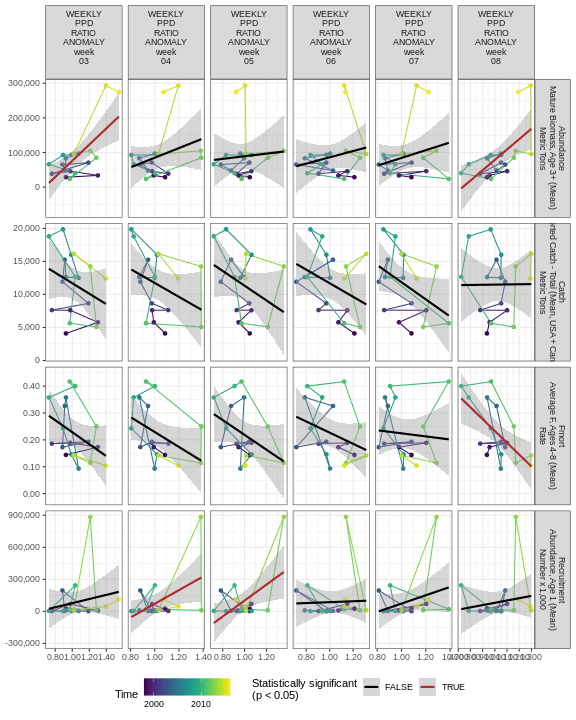 WEEKLY PPD RATIO ANOMALY week 03
WEEKLY PPD RATIO ANOMALY week 04
WEEKLY PPD RATIO ANOMALY week 05
WEEKLY PPD RATIO ANOMALY week 06
WEEKLY PPD RATIO ANOMALY week 07
WEEKLY PPD RATIO ANOMALY week 08
300,000
200,000
100,000
0
Abundance
Mature Biomass, Age 3+ (Mean)
Metric Tons
20,000
15,000
10,000
5,000
0
Catch
rted Catch - Total (Mean, USA + Can
Metric Tons
0.40
0.30
0.20
0.10
0.00
Fmort
Average F, Ages 4-8 (Mean)
Rate
900,000
600,000
300,000
0
-300,000
Recruitment
Abundance, Age 1 (Mean)
Number x 1,000
0.80 1.00 1.20 1.40
0.80 1.00 1.20 1.40
0.80 1.00 1.20
0.80 1.00 1.20
0.80 1.00 1.20
Time
2000
2010
Statistically significant
(p < 0.05)
FALSE
TRUE